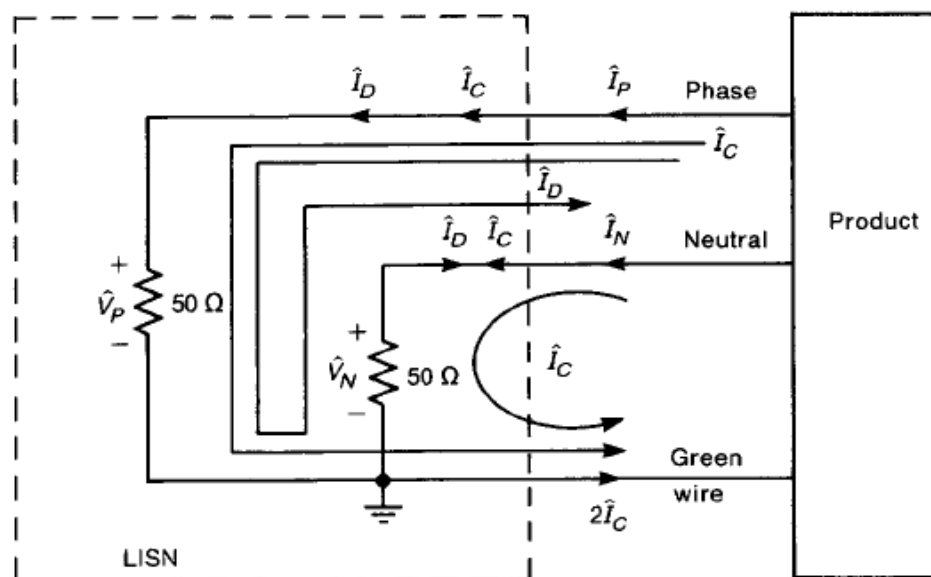 Î_D Î_C Î_P Phase
Î_C
Î_D
Î_D Î_C Î_N Neutral
Product
+
V̂_P 50 Ω
−
+
V̂_N 50 Ω
−
Î_C
Green
wire
2Î_C
LISN